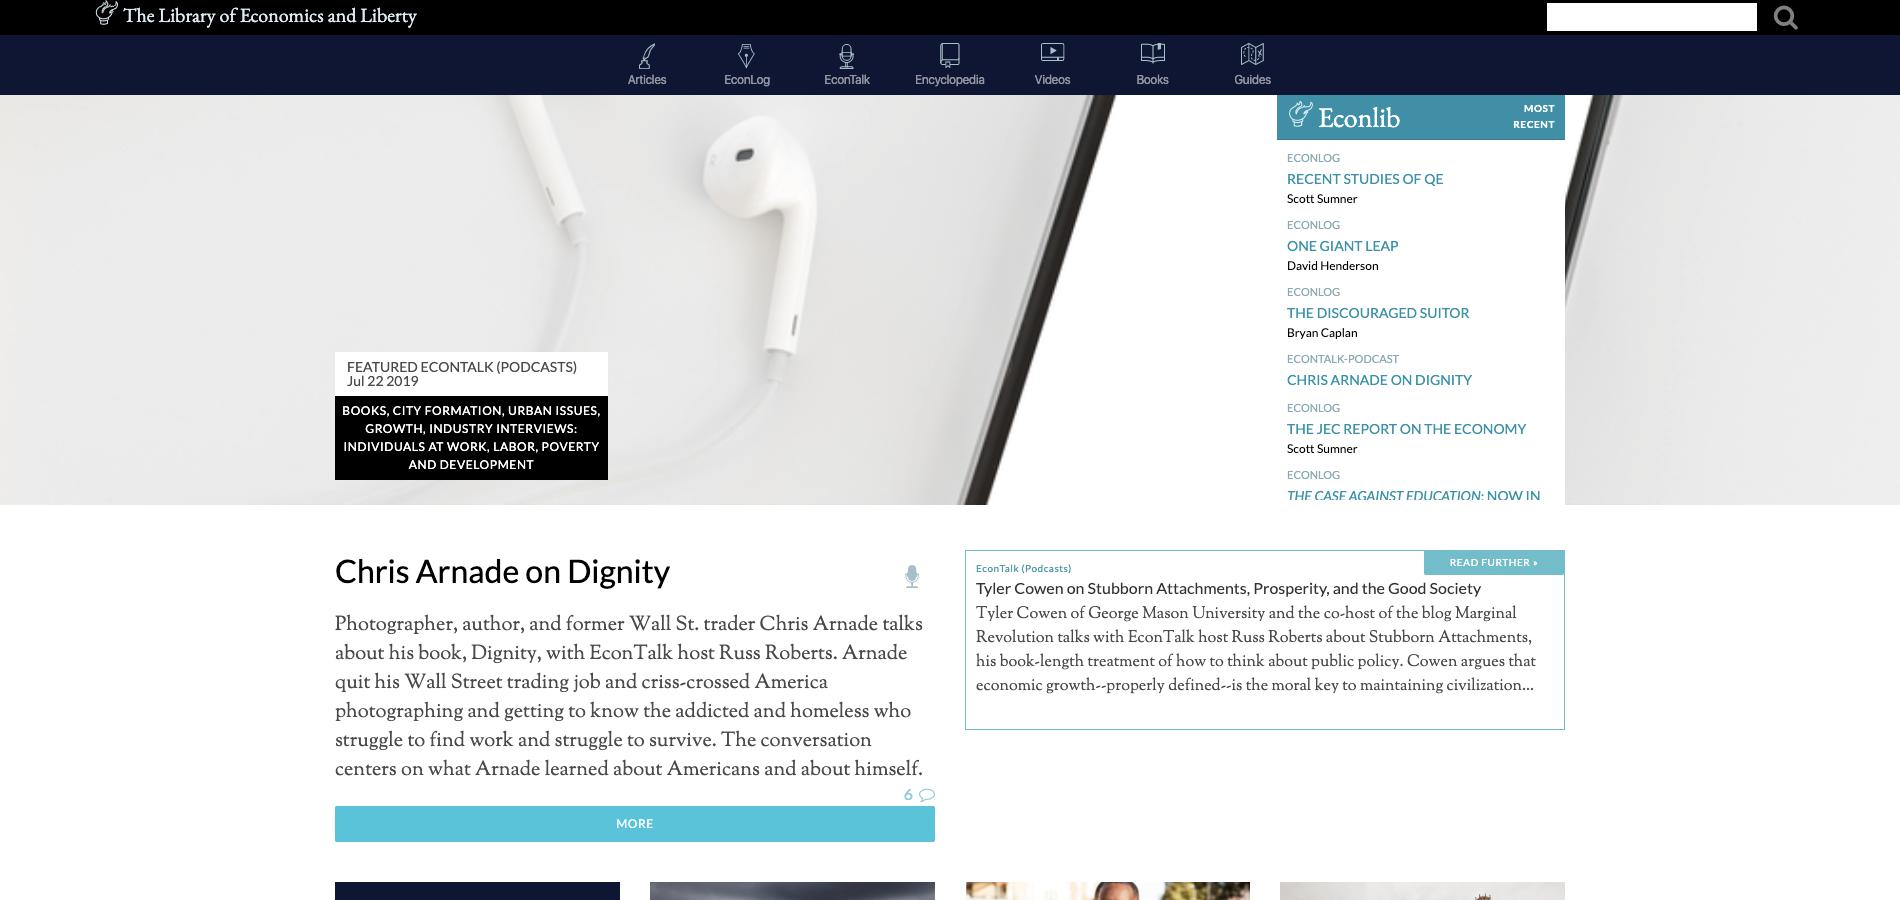 The Library of Economics and Liberty
Articles
EconLog
EconTalk
Encyclopedia
Videos
Books
Guides
Econlib
MOST
RECENT
ECONLOG
RECENT STUDIES OF QE
Scott Sumner
ECONLOG
ONE GIANT LEAP
David Henderson
ECONLOG
THE DISCOURAGED SUITOR
Bryan Caplan
ECONTALK-PODCAST
CHRIS ARNADE ON DIGNITY
ECONLOG
THE JEC REPORT ON THE ECONOMY
Scott Sumner
ECONLOG
THE CASE AGAINST EDUCATION: NOW IN
FEATURED ECONTALK (PODCASTS)
Jul 22 2019
BOOKS, CITY FORMATION, URBAN ISSUES,
GROWTH, INDUSTRY INTERVIEWS:
INDIVIDUALS AT WORK, LABOR, POVERTY
AND DEVELOPMENT
Chris Arnade on Dignity
Photographer, author, and former Wall St. trader Chris Arnade talks
about his book, Dignity, with EconTalk host Russ Roberts. Arnade
quit his Wall Street trading job and criss-crossed America
photographing and getting to know the addicted and homeless who
struggle to find work and struggle to survive. The conversation
centers on what Arnade learned about Americans and about himself.
6
MORE
READ FURTHER »
EconTalk (Podcasts)
Tyler Cowen on Stubborn Attachments, Prosperity, and the Good Society
Tyler Cowen of George Mason University and the co-host of the blog Marginal
Revolution talks with EconTalk host Russ Roberts about Stubborn Attachments,
his book-length treatment of how to think about public policy. Cowen argues that
economic growth--properly defined--is the moral key to maintaining civilization...